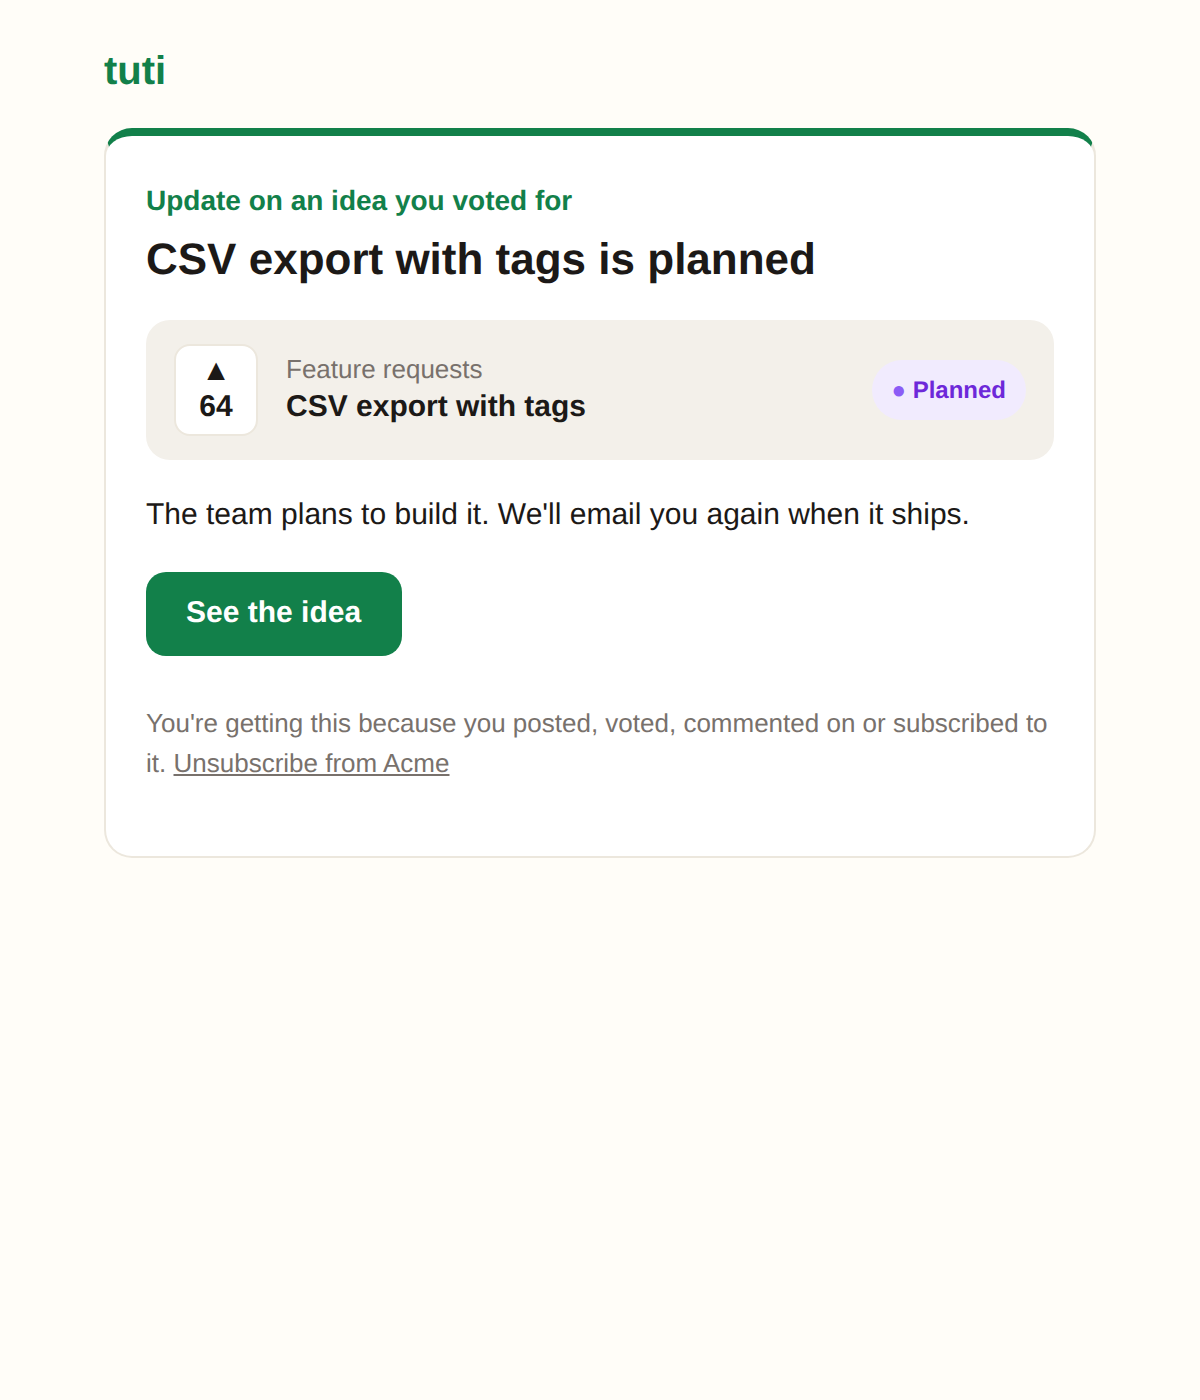 tuti
Update on an idea you voted for
CSV export with tags is planned
▲
64
Feature requests
CSV export with tags
● Planned
The team plans to build it. We'll email you again when it ships.
See the idea
You're getting this because you posted, voted, commented on or subscribed to
it. Unsubscribe from Acme